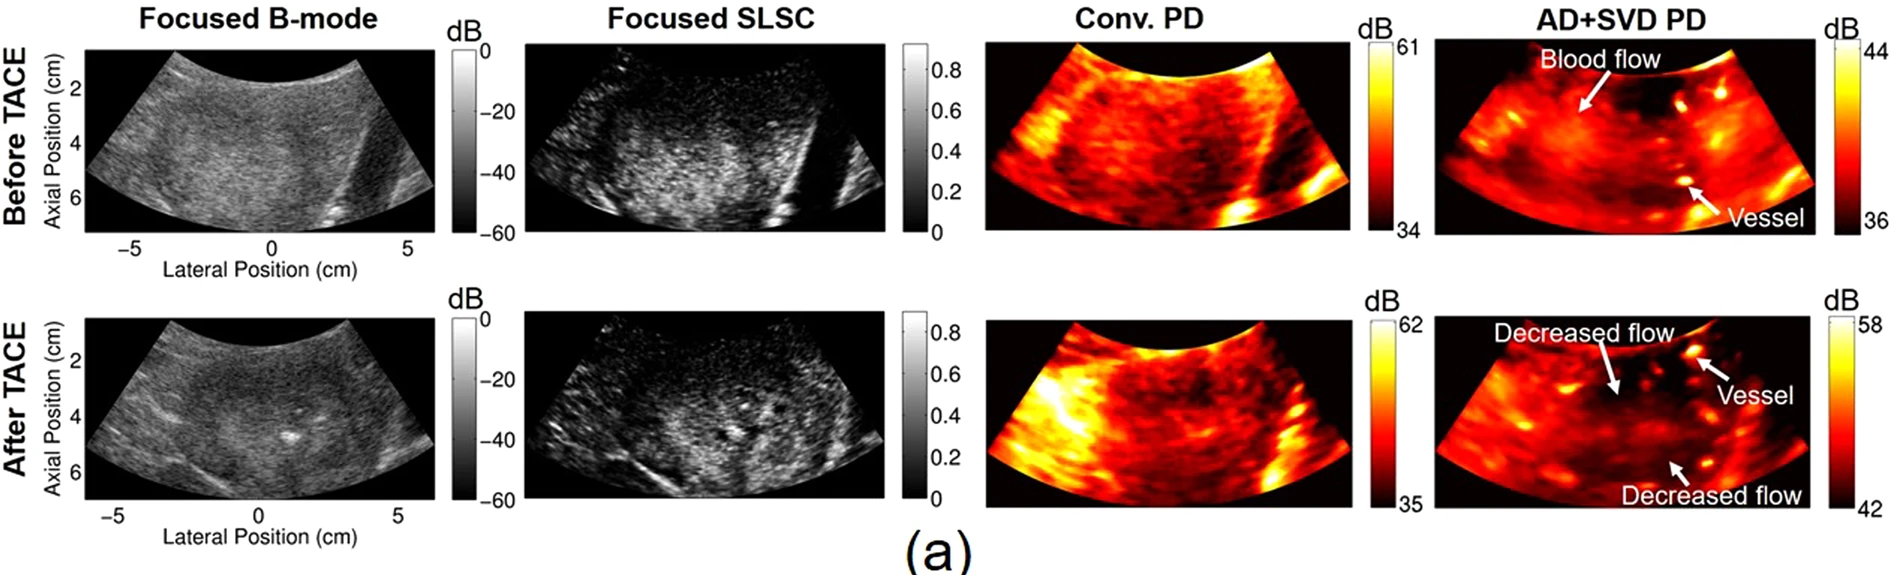 Focused B-mode
Focused SLSC
Conv. PD
AD+SVD PD
Before TACE
Axial Position (cm)
2
4
6
−5 0 5
Lateral Position (cm)
dB
0
−20
−40
−60
0.8
0.6
0.4
0.2
0
dB
61
34
Blood flow
Vessel
dB
44
36
After TACE
Axial Position (cm)
2
4
6
−5 0 5
Lateral Position (cm)
dB
0
−20
−40
−60
0.8
0.6
0.4
0.2
0
dB
62
35
Decreased flow
Vessel
Decreased flow
dB
58
42
(a)